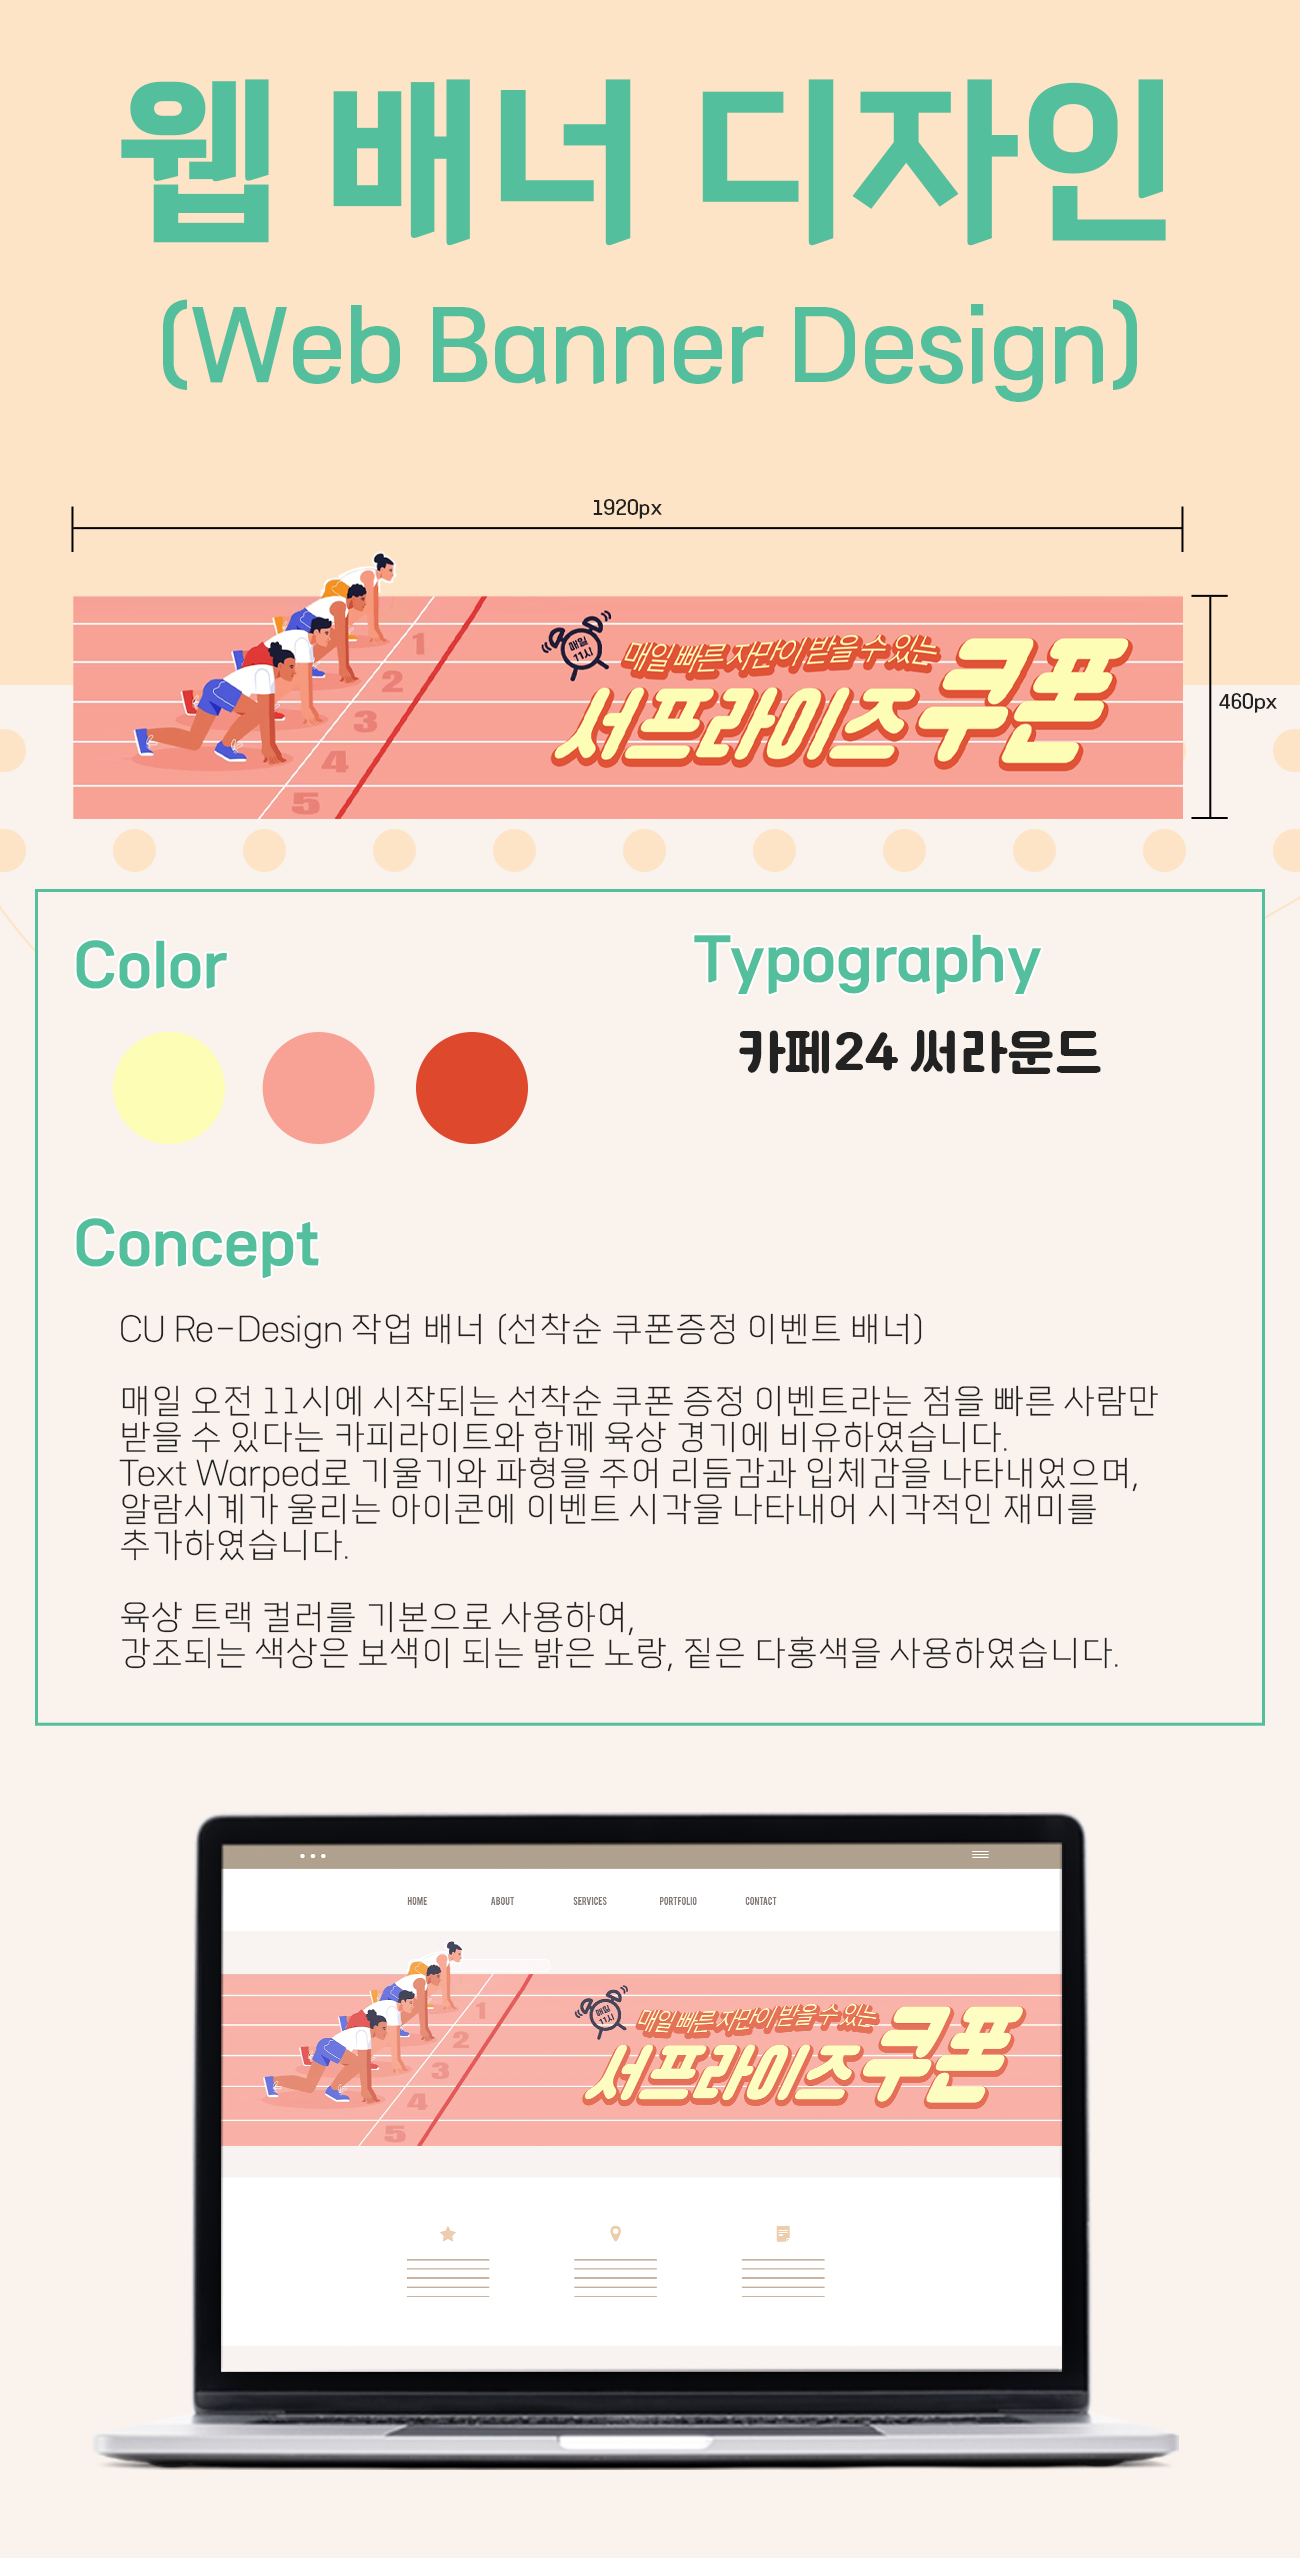 웹 배너 디자인
(Web Banner Design)
1920px
1
2
3
4
5
매일
11시
매일 빠른 자만이 받을 수 있는
서프라이즈 쿠폰
460px
Color
Typography
카페24 써라운드
Concept
CU Re-Design 작업 배너 (선착순 쿠폰증정 이벤트 배너)
매일 오전 11시에 시작되는 선착순 쿠폰 증정 이벤트라는 점을 빠른 사람만
받을 수 있다는 카피라이트와 함께 육상 경기에 비유하였습니다.
Text Warped로 기울기와 파형을 주어 리듬감과 입체감을 나타내었으며,
알람시계가 울리는 아이콘에 이벤트 시각을 나타내어 시각적인 재미를
추가하였습니다.
육상 트랙 컬러를 기본으로 사용하여,
강조되는 색상은 보색이 되는 밝은 노랑, 짙은 다홍색을 사용하였습니다.
HOME ABOUT SERVICES PORTFOLIO CONTACT
1
2
3
4
5
매일
11시
매일 빠른 자만이 받을 수 있는
서프라이즈 쿠폰